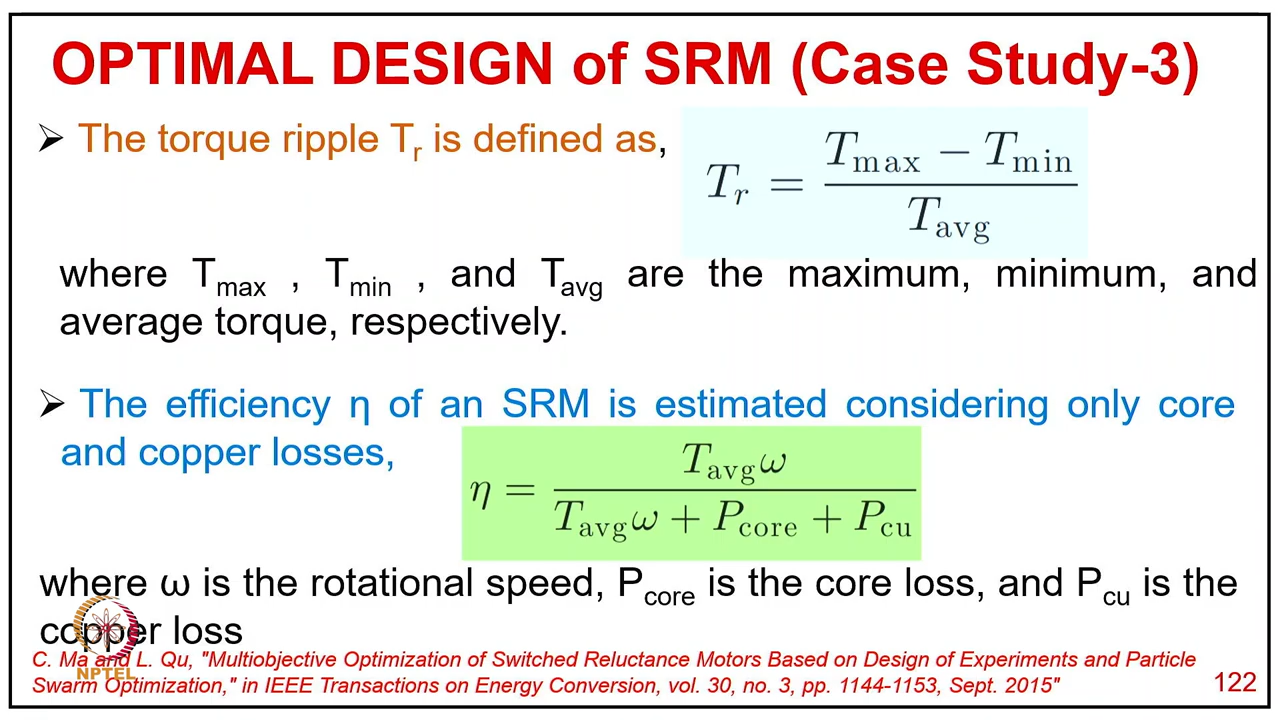 OPTIMAL DESIGN of SRM (Case Study-3)
➢ The torque ripple Tr is defined as,
Tr = (Tmax − Tmin) / Tavg
where Tmax , Tmin , and Tavg are the maximum, minimum, and
average torque, respectively.
➢ The efficiency η of an SRM is estimated considering only core
and copper losses,
η = Tavgω / (Tavgω + Pcore + Pcu)
where ω is the rotational speed, Pcore is the core loss, and Pcu is the
copper loss
NPTEL
C. Ma and L. Qu, "Multiobjective Optimization of Switched Reluctance Motors Based on Design of Experiments and Particle
Swarm Optimization," in IEEE Transactions on Energy Conversion, vol. 30, no. 3, pp. 1144-1153, Sept. 2015"
122